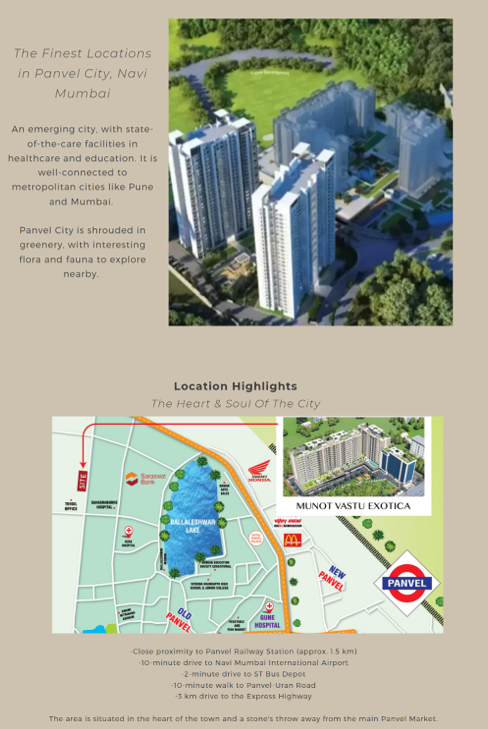 The Finest Locations
in Panvel City, Navi
Mumbai
An emerging city, with state-
of-the-care facilities in
healthcare and education. It is
well-connected to
metropolitan cities like Pune
and Mumbai.
Panvel City is shrouded in
greenery, with interesting
flora and fauna to explore
nearby.
Location Highlights
The Heart & Soul Of The City
SITE
Saraswat
Bank
HONDA
MUNOT VASTU EXOTICA
OFFICE
HOSPITAL
BALLALESHWAR
LAKE
HOSPITAL
NEW
PANVEL
PANVEL
OLD
PANVEL
GUNE
HOSPITAL
-Close proximity to Panvel Railway Station (approx. 1.5 km)
-10-minute drive to Navi Mumbai International Airport
-2-minute drive to ST Bus Depot
-10-minute walk to Panvel-Uran Road
-3 km drive to the Express Highway
The area is situated in the heart of the town and a stone's throw away from the main Panvel Market.